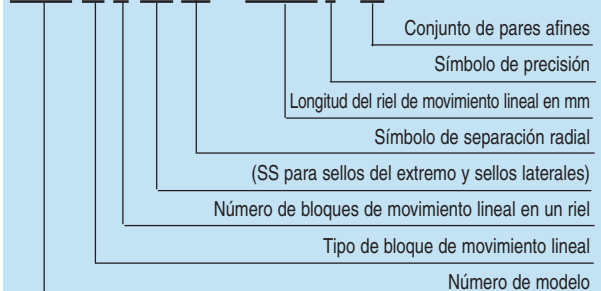 Conjunto de pares afines
Símbolo de precisión
Longitud del riel de movimiento lineal en mm
Símbolo de separación radial
(SS para sellos del extremo y sellos laterales)
Número de bloques de movimiento lineal en un riel
Tipo de bloque de movimiento lineal
Número de modelo